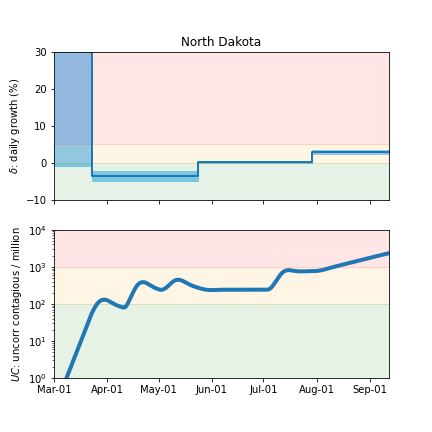 North Dakota
30
20
10
0
−10
δ: daily growth (%)
10⁴
10³
10²
10¹
10⁰
UC: uncorr contagious / million
Mar-01 Apr-01 May-01 Jun-01 Jul-01 Aug-01 Sep-01